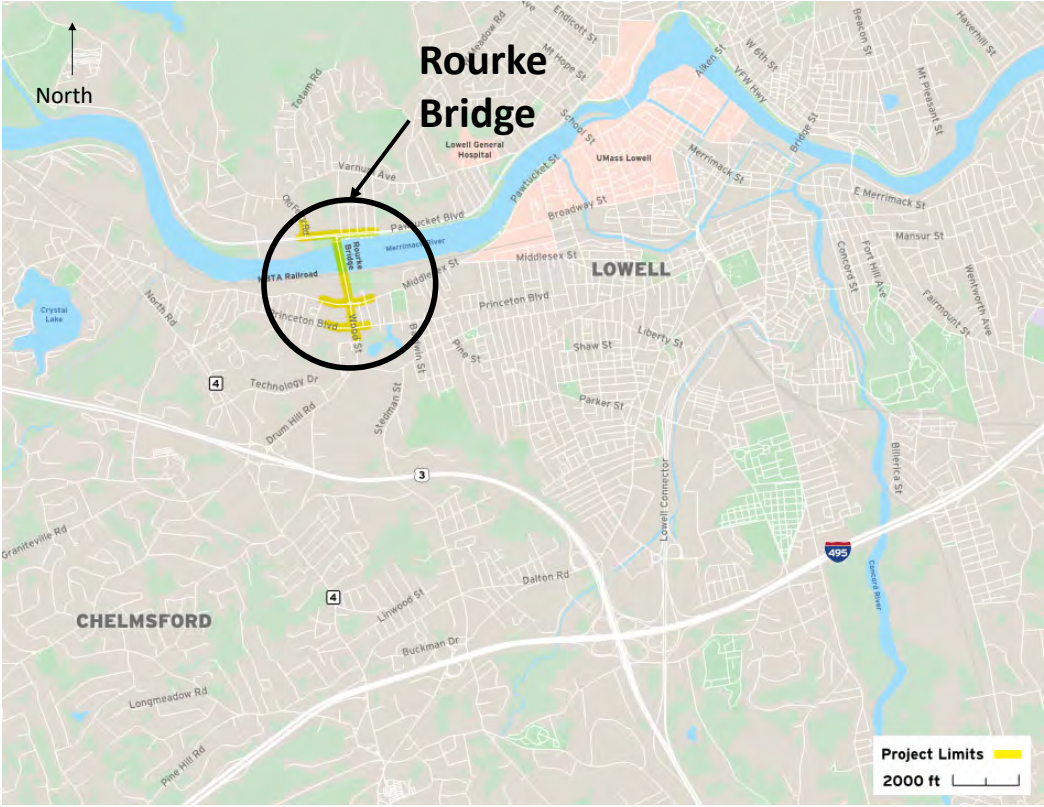 North
Rourke
Bridge
Ave
Meadow Rd
Endicott St
Mt Hope St
Totam Rd
School St
Aiken St
W 6th St
VFW Hwy
Beacon St
Haverhill St
Mt Pleasant St
Bridge St
Lowell General
Hospital
UMass Lowell
Merrimack St
Varnum Ave
Pawtucket St
Broadway St
E Merrimack St
Pawtucket Blvd
Merrimack River
Rourke
Bridge
Mansur St
MBTA Railroad
Middlesex St
Middlesex St
LOWELL
Concord St
Fort Hill Ave
Wentworth Ave
Fairmount St
Crystal
Lake
North Rd
Princeton Blvd
Princeton Blvd
Wood St
Baldwin St
Pine St
Shaw St
Liberty St
4
Technology Dr
Drum Hill Rd
Stedman St
Parker St
Billerica St
3
Lowell Connector
Graniteville Rd
495
Concord River
Dalton Rd
4
Linwood St
CHELMSFORD
Buckman Dr
Longmeadow Rd
Pine Hill Rd
Project Limits
2000 ft